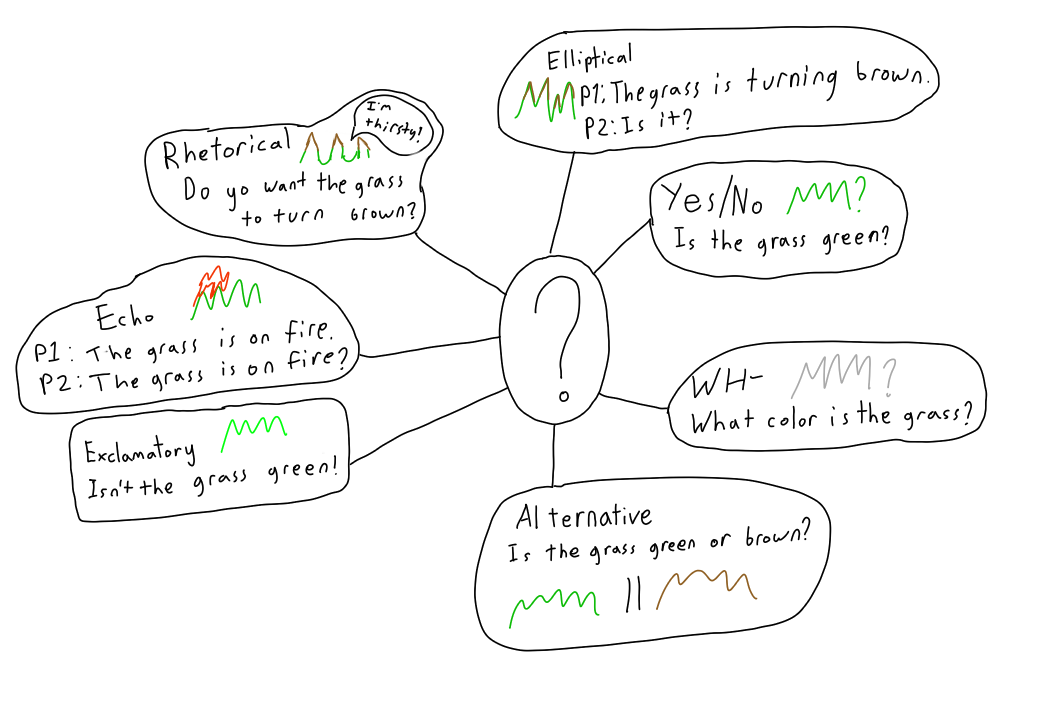 Elliptical
P1: The grass is turning brown.
P2: Is it?
I'm
thirsty!
Rhetorical
Do yo want the grass
to turn brown?
Yes/No ?
Is the grass green?
Echo
P1: The grass is on fire.
P2: The grass is on fire?
?
WH- ?
What color is the grass?
Exclamatory
Isn't the grass green!
Alternative
Is the grass green or brown?
||